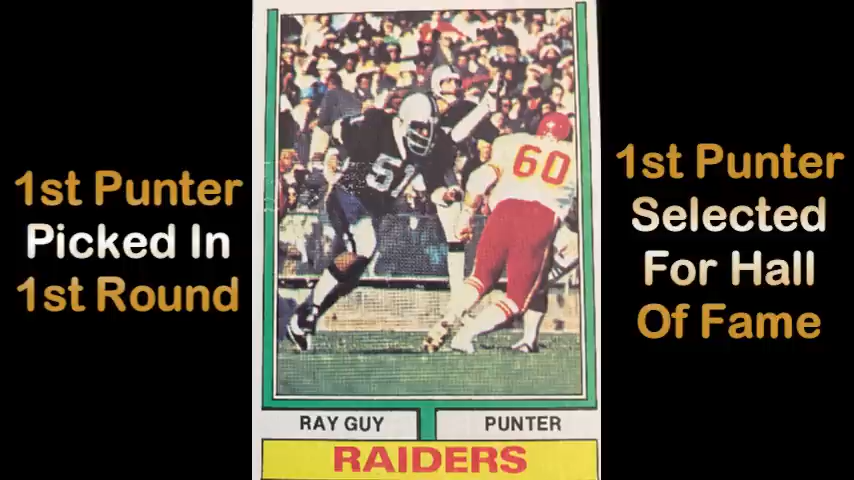 1st Punter
Picked In
1st Round
51
60
RAY GUY
PUNTER
RAIDERS
1st Punter
Selected
For Hall
Of Fame